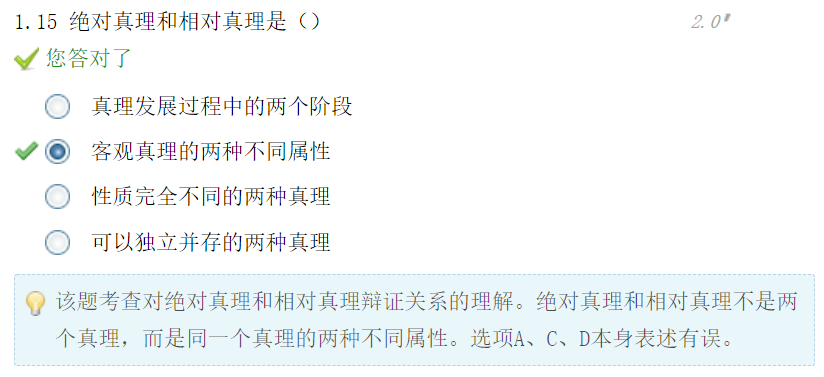 1.15 绝对真理和相对真理是（）
2.0
您答对了
真理发展过程中的两个阶段
客观真理的两种不同属性
性质完全不同的两种真理
可以独立并存的两种真理
该题考查对绝对真理和相对真理辩证关系的理解。绝对真理和相对真理不是两
个真理，而是同一个真理的两种不同属性。选项A、C、D本身表述有误。